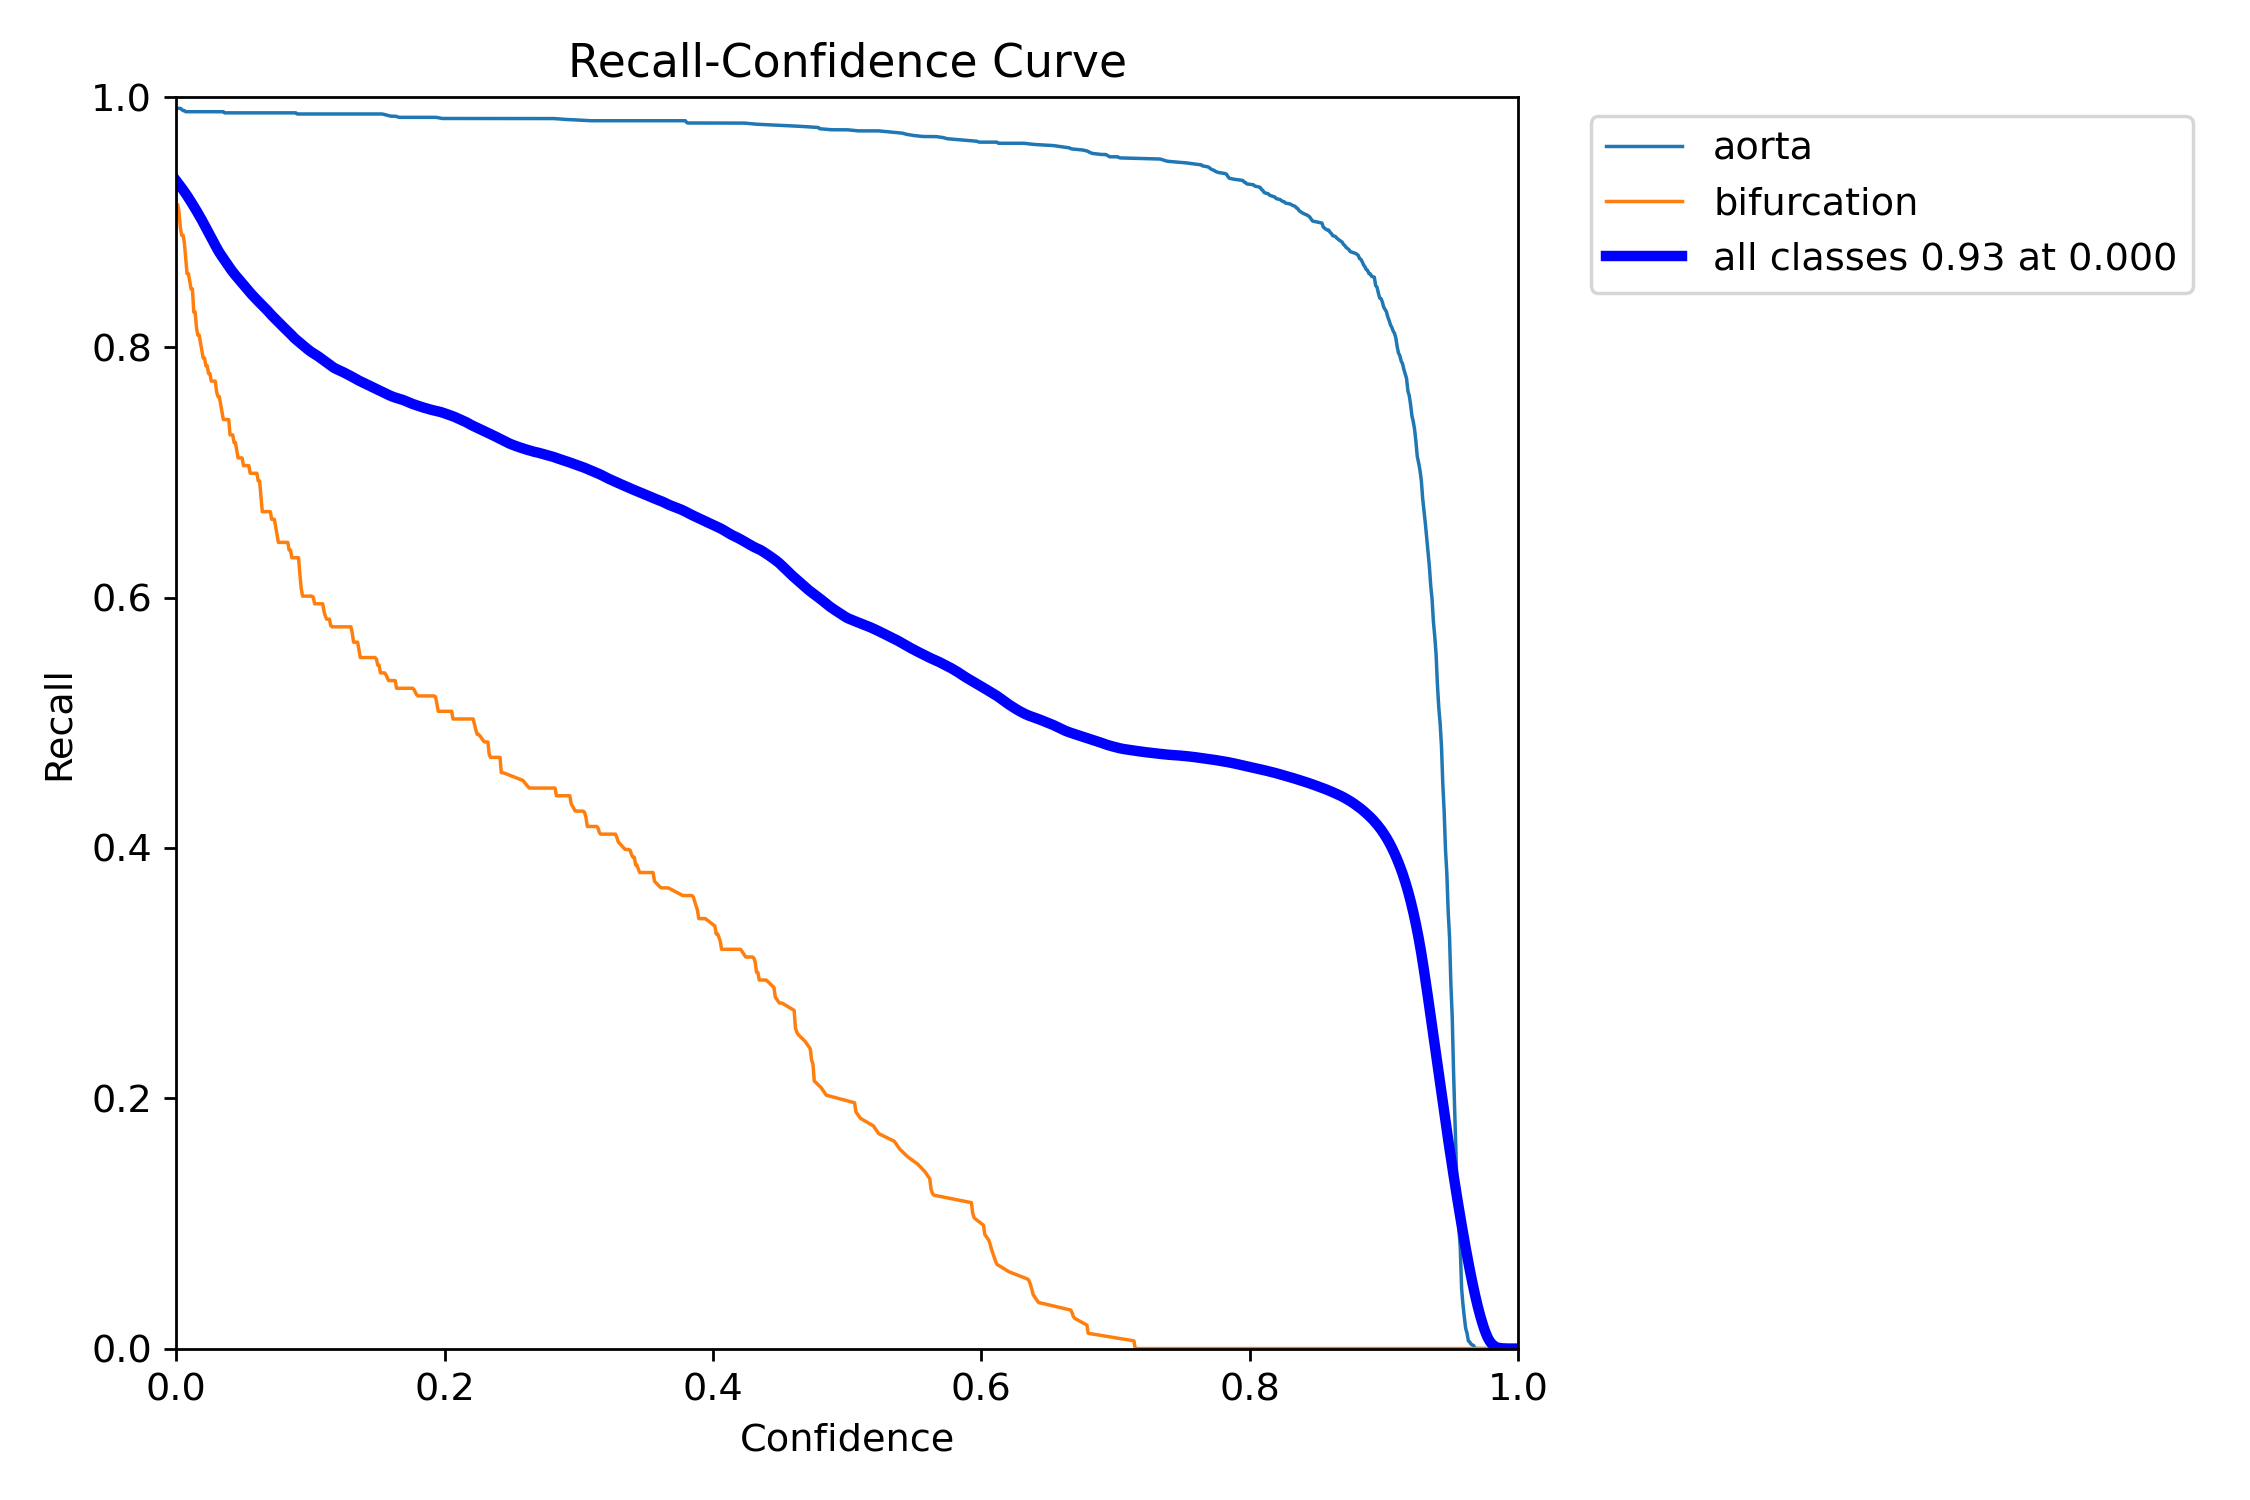 Recall-Confidence Curve
1.0
0.8
0.6
0.4
0.2
0.0
Recall
0.0 0.2 0.4 0.6 0.8 1.0
Confidence
aorta
bifurcation
all classes 0.93 at 0.000